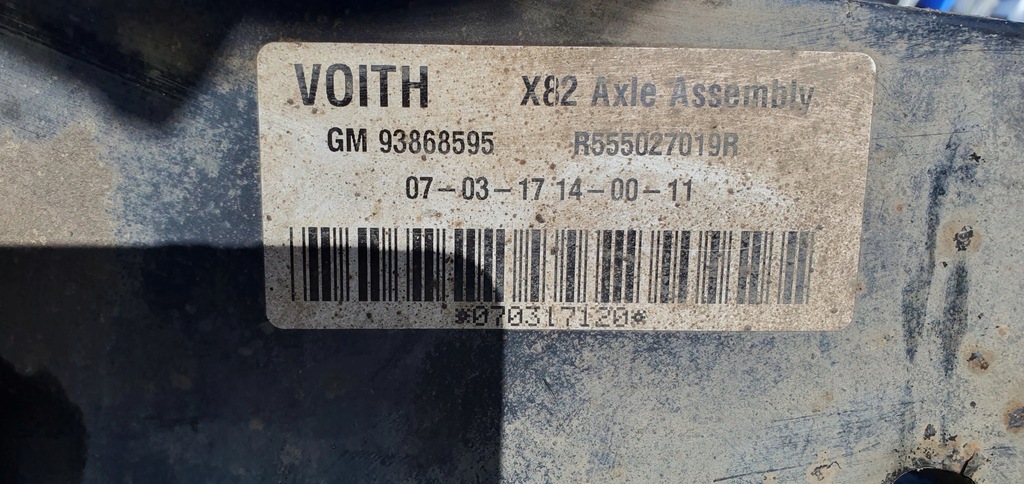 VOITH X82 Axle Assembly
GM 93868595 R555027019R
07-03-17 14-00-11
*070317120*